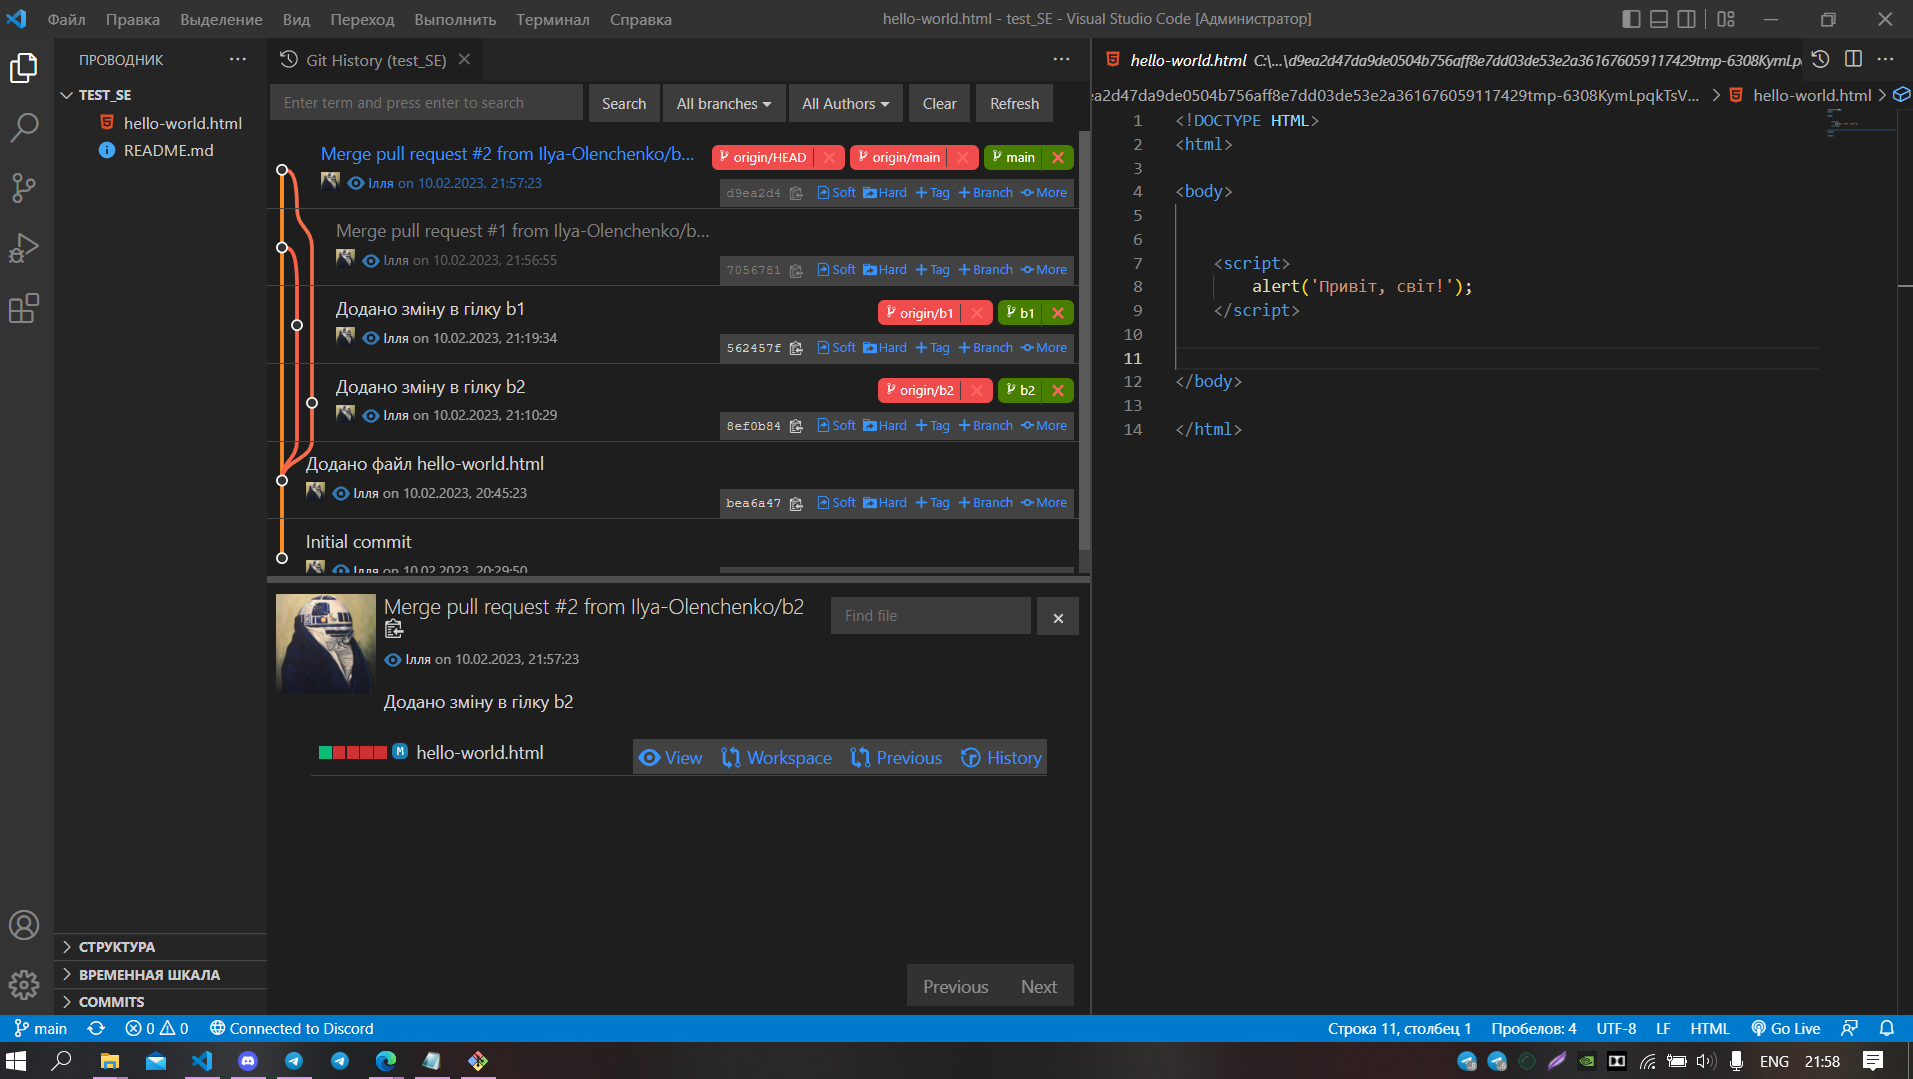 Файл Правка Выделение Вид Переход Выполнить Терминал Справка
hello-world.html - test_SE - Visual Studio Code [Администратор]
ПРОВОДНИК
TEST_SE
hello-world.html
README.md
СТРУКТУРА
ВРЕМЕННАЯ ШКАЛА
COMMITS
Git History (test_SE)
Enter term and press enter to search
Search All branches All Authors Clear Refresh
Merge pull request #2 from Ilya-Olenchenko/b... origin/HEAD origin/main main
Ілля on 10.02.2023, 21:57:23
d9ea2d4 Soft Hard Tag Branch More
Merge pull request #1 from Ilya-Olenchenko/b...
Ілля on 10.02.2023, 21:56:55
7056781 Soft Hard Tag Branch More
Додано зміну в гілку b1 origin/b1 b1
Ілля on 10.02.2023, 21:19:34
562457f Soft Hard Tag Branch More
Додано зміну в гілку b2 origin/b2 b2
Ілля on 10.02.2023, 21:10:29
8ef0b84 Soft Hard Tag Branch More
Додано файл hello-world.html
Ілля on 10.02.2023, 20:45:23
bea6a47 Soft Hard Tag Branch More
Initial commit
Ілля on 10.02.2023, 20:29:50
Merge pull request #2 from Ilya-Olenchenko/b2
Find file
Ілля on 10.02.2023, 21:57:23
Додано зміну в гілку b2
M hello-world.html View Workspace Previous History
Previous Next
hello-world.html
hello-world.html
1 <!DOCTYPE HTML>
2 <html>
3
4 <body>
5
6
7 <script>
8 alert('Привіт, світ!');
9 </script>
10
11
12 </body>
13
14 </html>
main 0 0 Connected to Discord
Строка 11, столбец 1 Пробелов: 4 UTF-8 LF HTML Go Live
ENG 21:58